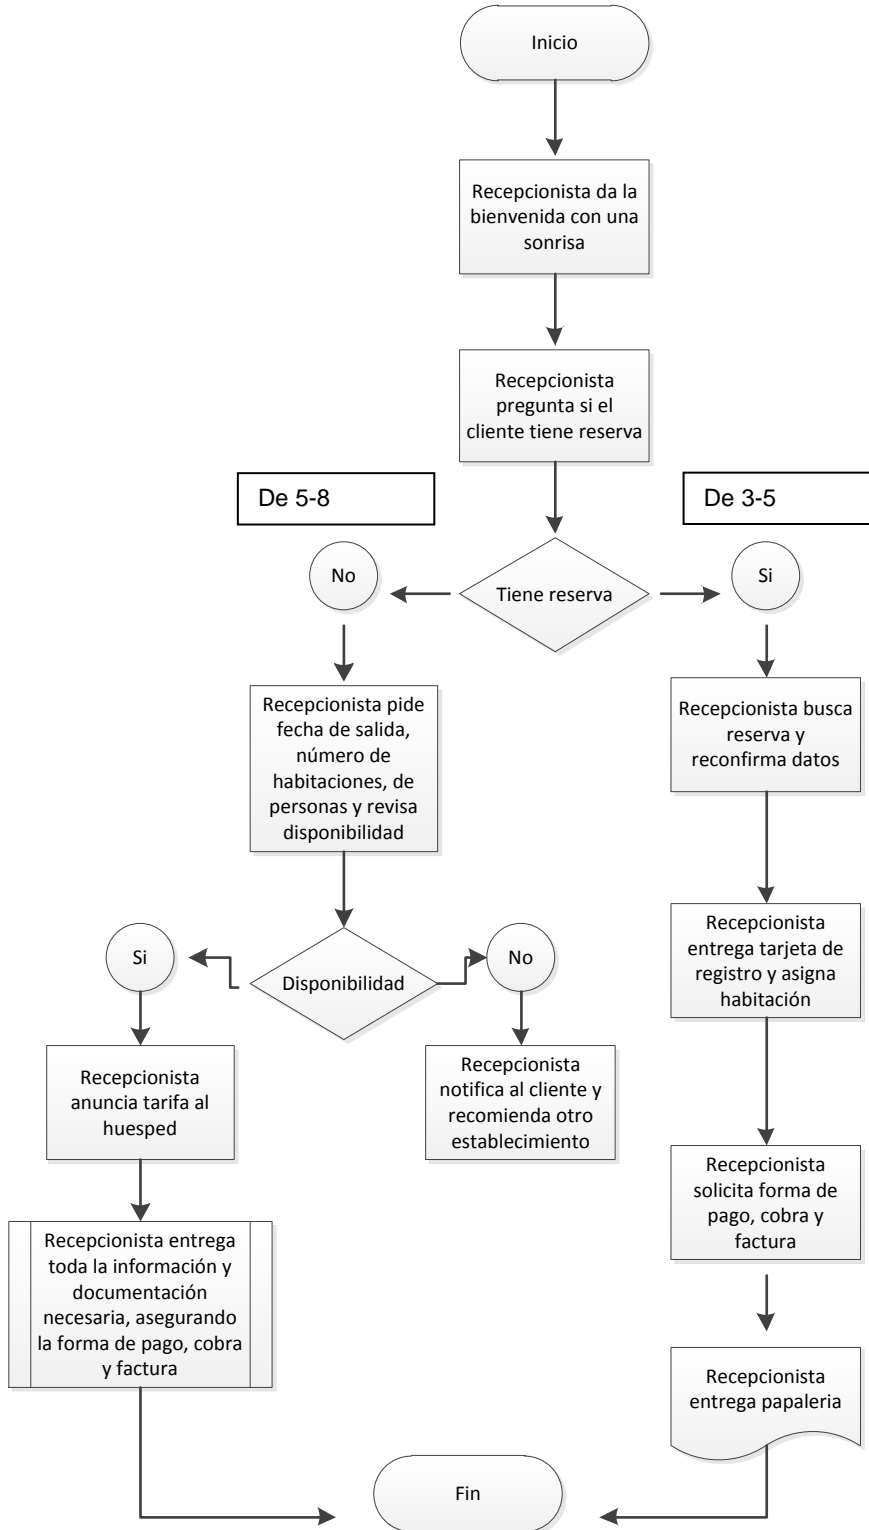 Inicio
Recepcionista da la
bienvenida con una
sonrisa
Recepcionista
pregunta si el
cliente tiene reserva
De 5-8
De 3-5
No
Tiene reserva
Si
Recepcionista pide
fecha de salida,
número de
habitaciones, de
personas y revisa
disponibilidad
Recepcionista busca
reserva y
reconfirma datos
Si
Disponibilidad
No
Recepcionista
entrega tarjeta de
registro y asigna
habitación
Recepcionista
anuncia tarifa al
huesped
Recepcionista
notifica al cliente y
recomienda otro
establecimiento
Recepcionista
solicita forma de
pago, cobra y
factura
Recepcionista entrega
toda la información y
documentación
necesaria, asegurando
la forma de pago, cobra
y factura
Recepcionista
entrega papaleria
Fin